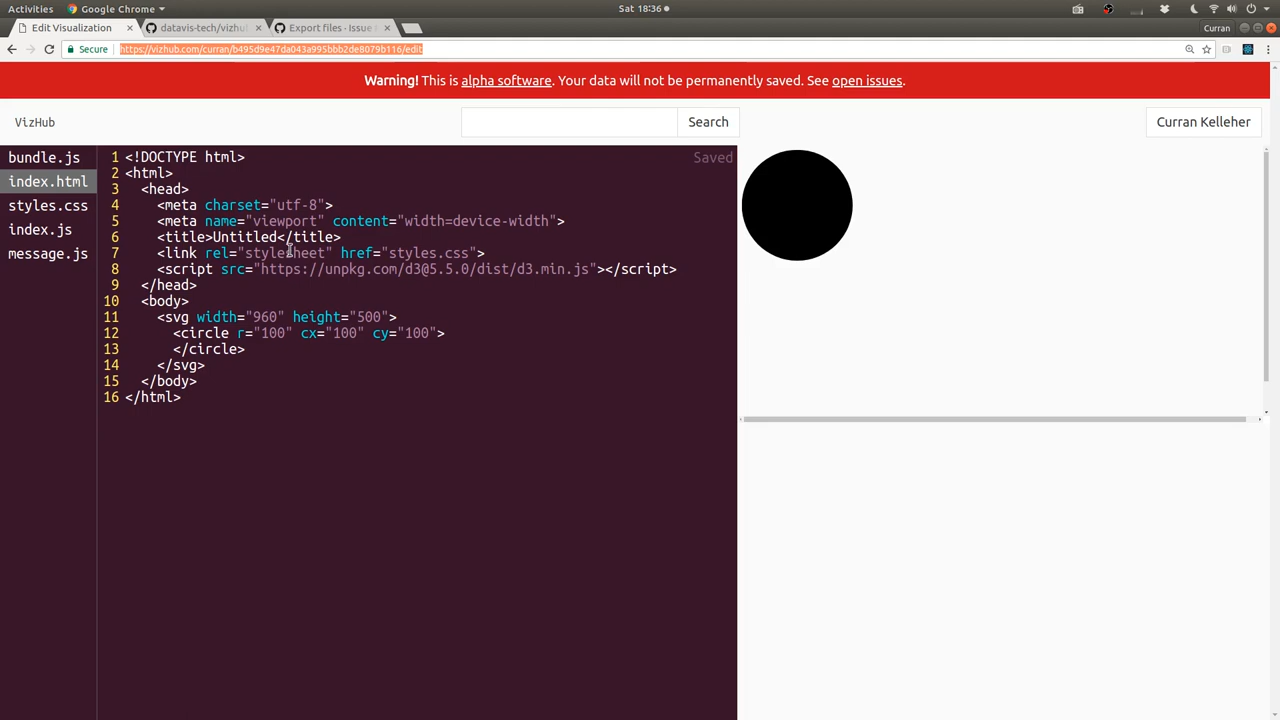 Activities Google Chrome Sat 18:36
Edit Visualization datavis-tech/vizhu Export files · Issue Curran
Secure https://vizhub.com/curran/b495d9e47da043a995bbb2de8079b116/edit
Warning! This is alpha software. Your data will not be permanently saved. See open issues.
VizHub Search Curran Kelleher
bundle.js
index.html
styles.css
index.js
message.js
Saved
1 <!DOCTYPE html>
2 <html>
3 <head>
4 <meta charset="utf-8">
5 <meta name="viewport" content="width=device-width">
6 <title>Untitled</title>
7 <link rel="stylesheet" href="styles.css">
8 <script src="https://unpkg.com/d3@5.5.0/dist/d3.min.js"></script>
9 </head>
10 <body>
11 <svg width="960" height="500">
12 <circle r="100" cx="100" cy="100">
13 </circle>
14 </svg>
15 </body>
16 </html>